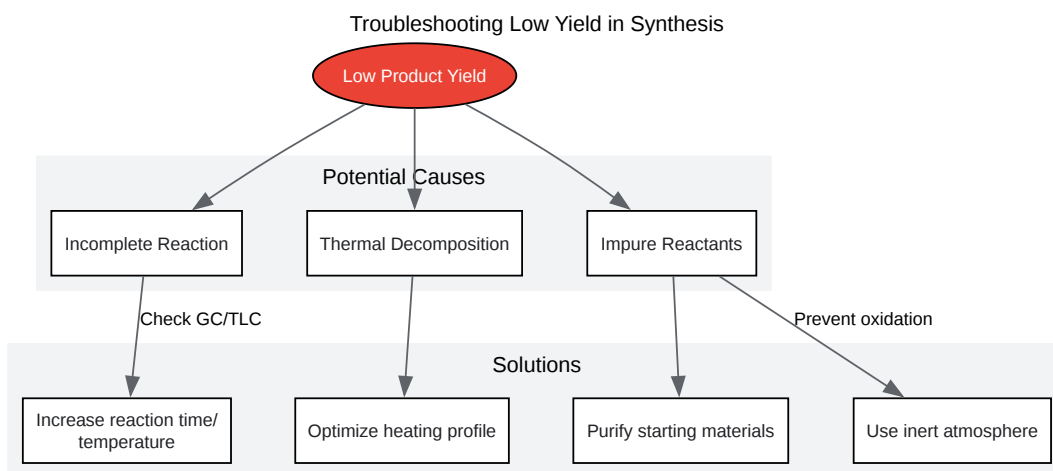 Troubleshooting Low Yield in Synthesis
Low Product Yield
Potential Causes
Incomplete Reaction
Thermal Decomposition
Impure Reactants
Check GC/TLC
Prevent oxidation
Solutions
Increase reaction time/
temperature
Optimize heating profile
Purify starting materials
Use inert atmosphere